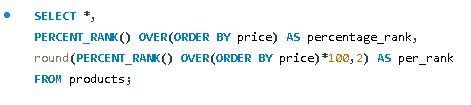 SELECT *,
PERCENT_RANK() OVER(ORDER BY price) AS percentage_rank,
round(PERCENT_RANK() OVER(ORDER BY price)*100,2) AS per_rank
FROM products;